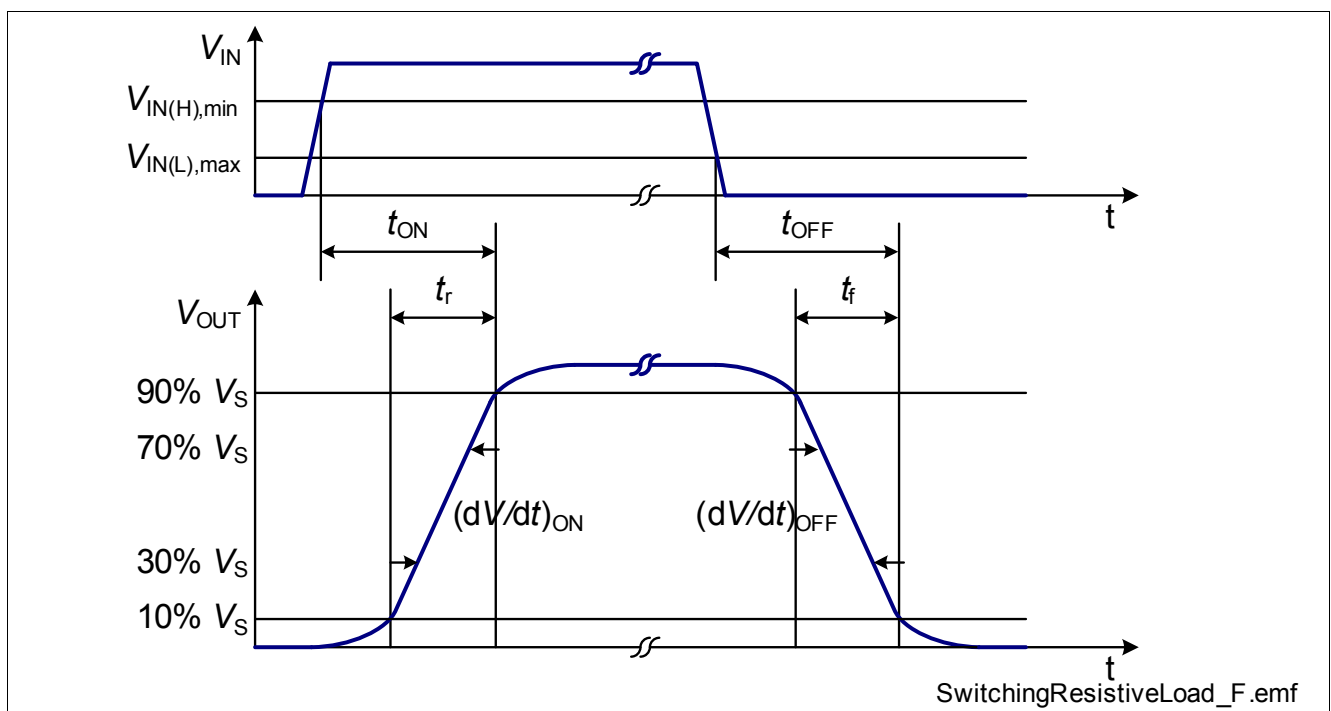 VIN
VIN(H),min
VIN(L),max
t
tON
tOFF
tr
tf
VOUT
90% VS
70% VS
(dV/dt)ON
(dV/dt)OFF
30% VS
10% VS
t
SwitchingResistiveLoad_F.emf